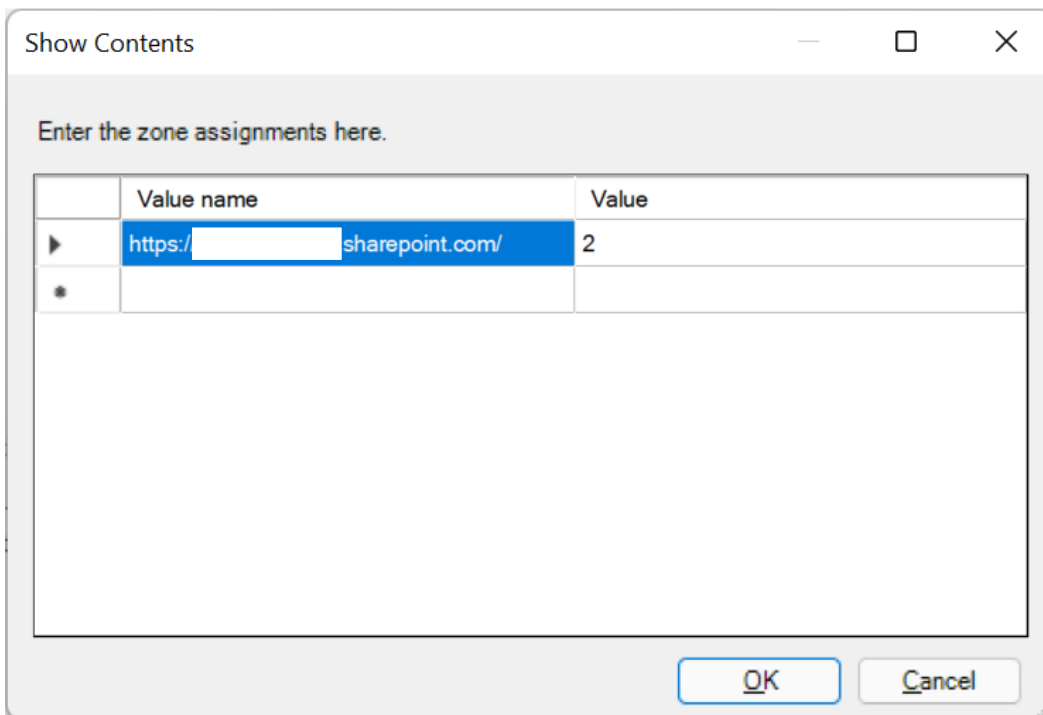 Show Contents
Enter the zone assignments here.
Value name Value
https:/ sharepoint.com/ 2
OK Cancel